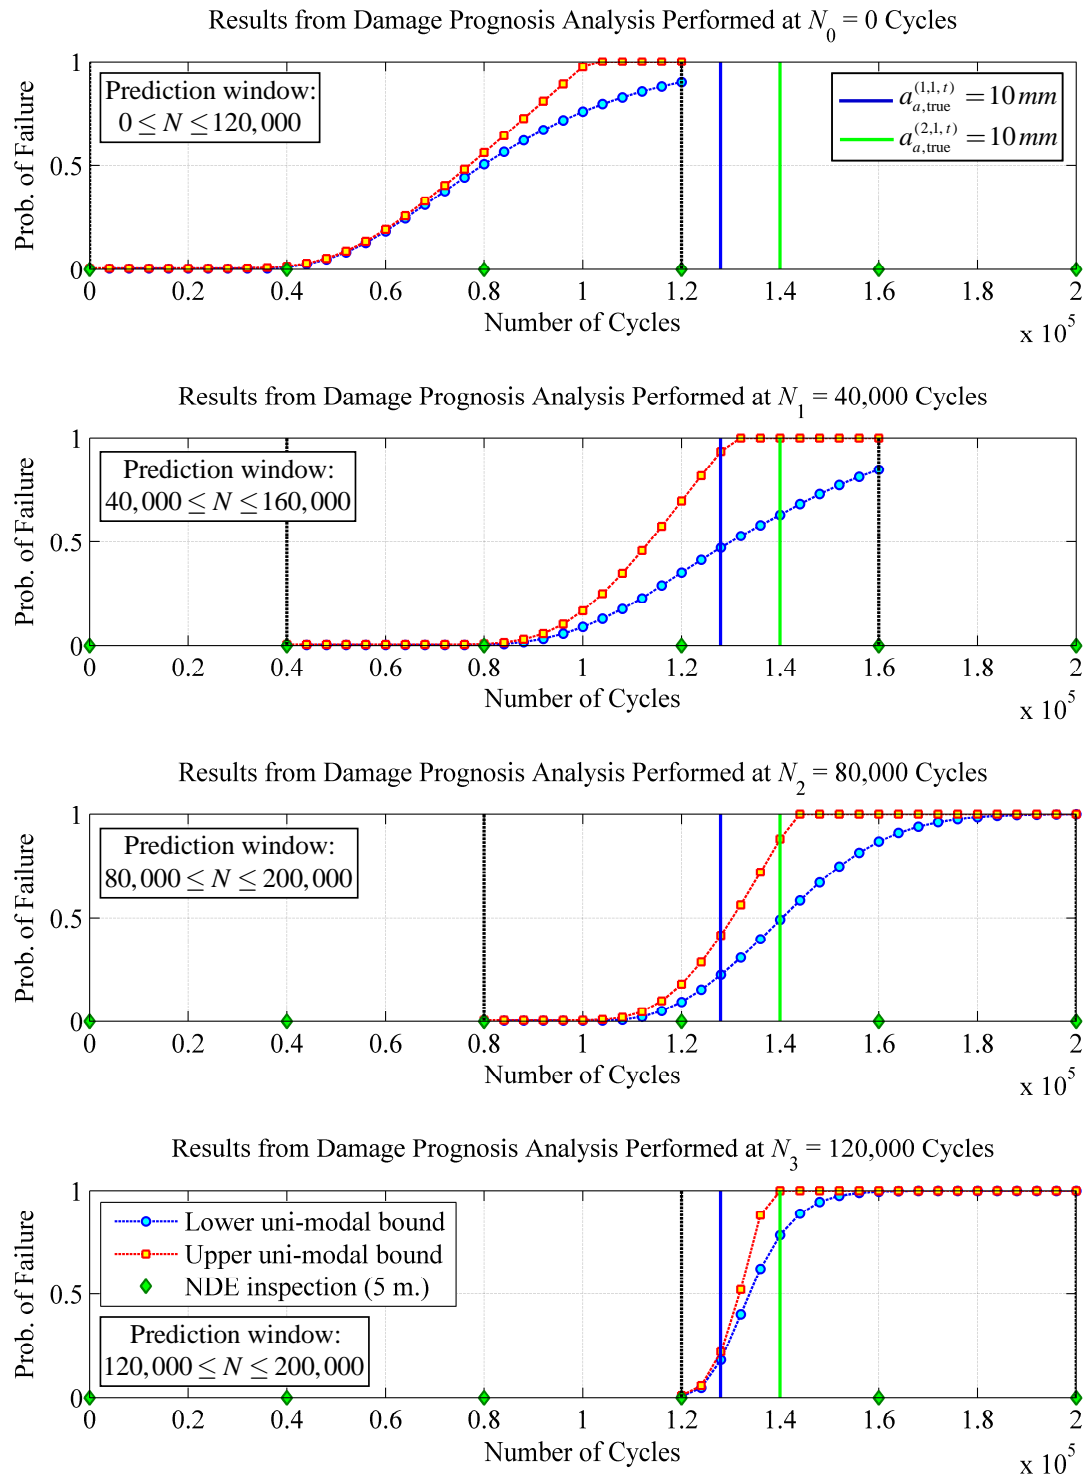 Results from Damage Prognosis Analysis Performed at N0 = 0 Cycles
Prob. of Failure
1
0.5
0
Prediction window:
0 ≤ N ≤ 120,000
a_{a,true}^{(1,1,t)} = 10 mm
a_{a,true}^{(2,1,t)} = 10 mm
0 0.2 0.4 0.6 0.8 1 1.2 1.4 1.6 1.8 2
Number of Cycles
x 10^5
Results from Damage Prognosis Analysis Performed at N1 = 40,000 Cycles
Prob. of Failure
1
0.5
0
Prediction window:
40,000 ≤ N ≤ 160,000
0 0.2 0.4 0.6 0.8 1 1.2 1.4 1.6 1.8 2
Number of Cycles
x 10^5
Results from Damage Prognosis Analysis Performed at N2 = 80,000 Cycles
Prob. of Failure
1
0.5
0
Prediction window:
80,000 ≤ N ≤ 200,000
0 0.2 0.4 0.6 0.8 1 1.2 1.4 1.6 1.8 2
Number of Cycles
x 10^5
Results from Damage Prognosis Analysis Performed at N3 = 120,000 Cycles
Prob. of Failure
1
0.5
0
Lower uni-modal bound
Upper uni-modal bound
NDE inspection (5 m.)
Prediction window:
120,000 ≤ N ≤ 200,000
0 0.2 0.4 0.6 0.8 1 1.2 1.4 1.6 1.8 2
Number of Cycles
x 10^5